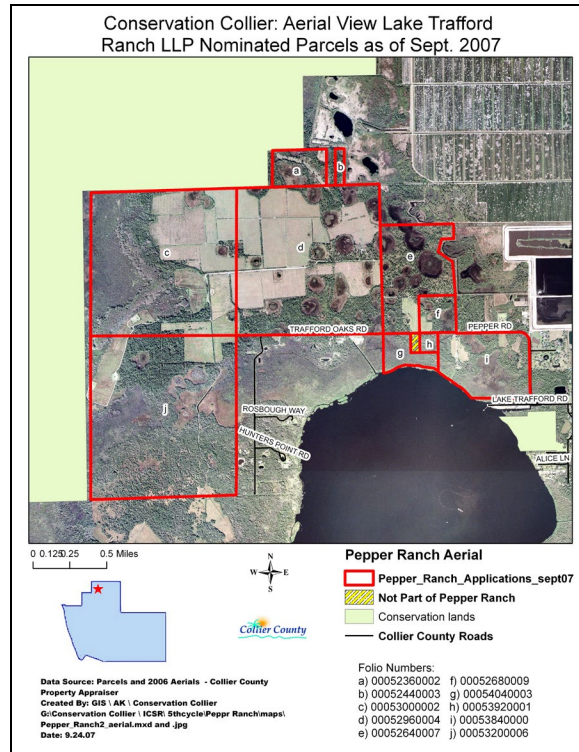 Conservation Collier: Aerial View Lake Trafford
Ranch LLP Nominated Parcels as of Sept. 2007
a
b
c
d
e
f
TRAFFORD OAKS RD
PEPPER RD
g
h
i
j
LAKE TRAFFORD RD
ROSBOUGH WAY
HUNTERS POINT RD
ALICE LN
0 0.125 0.25 0.5 Miles
N
W E
S
Collier County
Pepper Ranch Aerial
Pepper_Ranch_Applications_sept07
Not Part of Pepper Ranch
Conservation lands
Collier County Roads
Data Source: Parcels and 2006 Aerials - Collier County
Property Appraiser
Created By: GIS \ AK \ Conservation Collier
G:\Conservation Collier \ ICSR\ 5thcycle\Peppr Ranch\maps\
Pepper_Ranch2_aerial.mxd and .jpg
Date: 9.24.07
Folio Numbers:
a) 00052360002 f) 00052680009
b) 00052440003 g) 00054040003
c) 00053000002 h) 00053920001
d) 00052960004 i) 00053840000
e) 00052640007 j) 00053200006